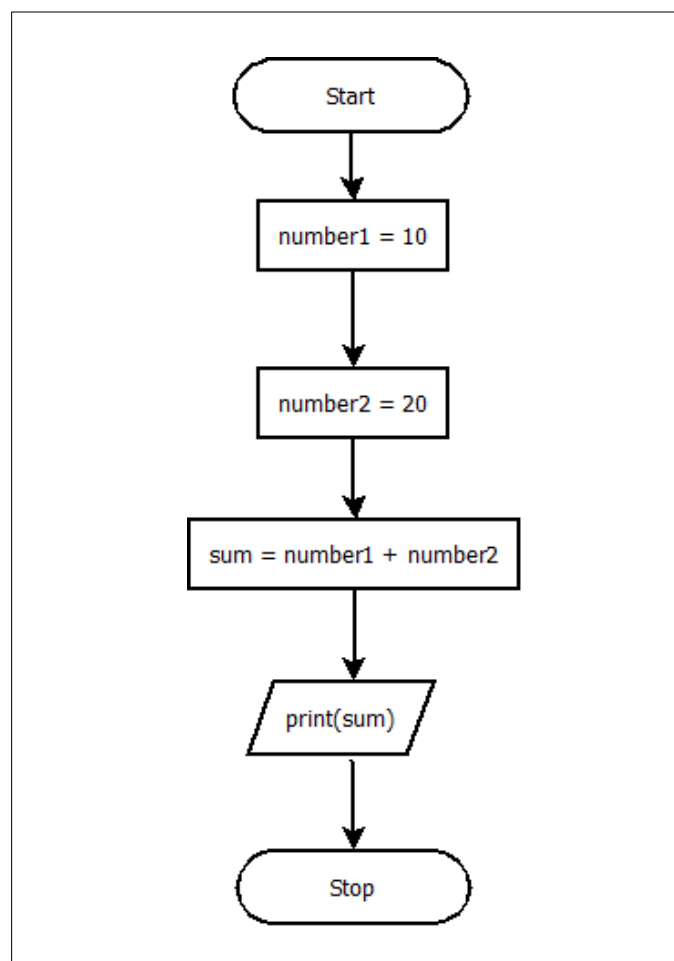 Start
number1 = 10
number2 = 20
sum = number1 + number2
print(sum)
Stop